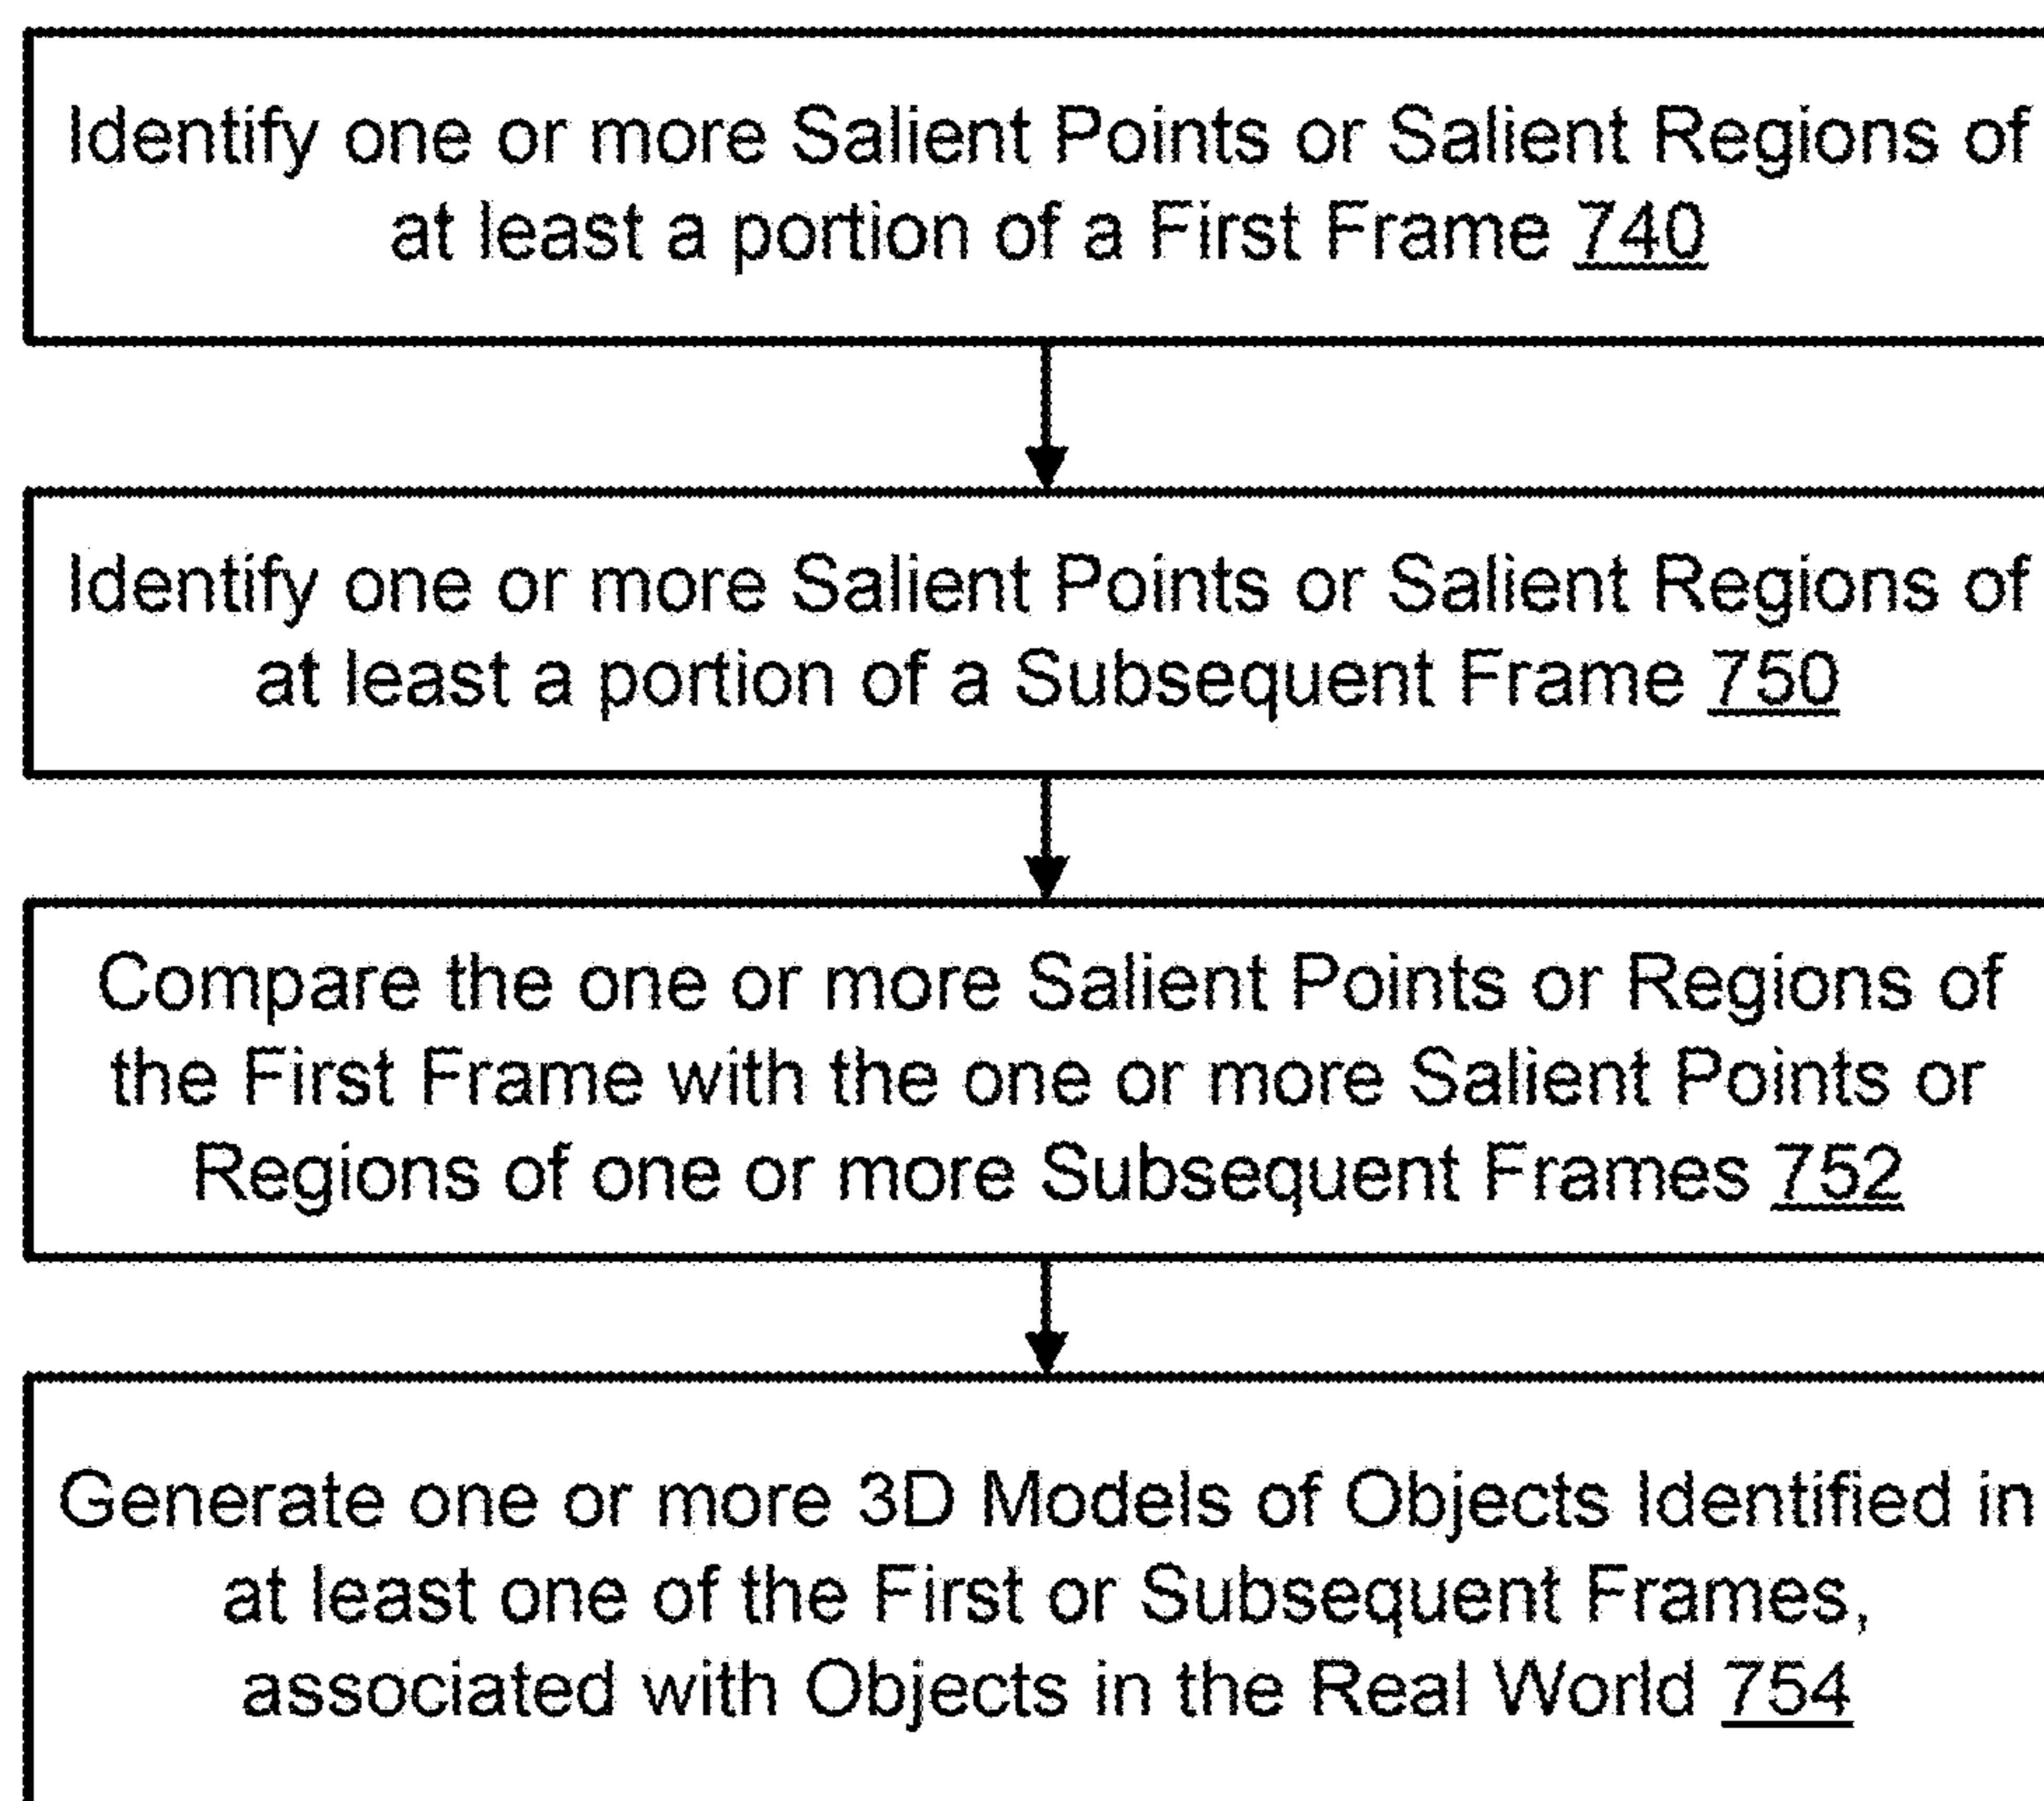 Identify one or more Salient Points or Salient Regions of
at least a portion of a First Frame 740
Identify one or more Salient Points or Salient Regions of
at least a portion of a Subsequent Frame 750
Compare the one or more Salient Points or Regions of
the First Frame with the one or more Salient Points or
Regions of one or more Subsequent Frames 752
Generate one or more 3D Models of Objects Identified in
at least one of the First or Subsequent Frames,
associated with Objects in the Real World 754